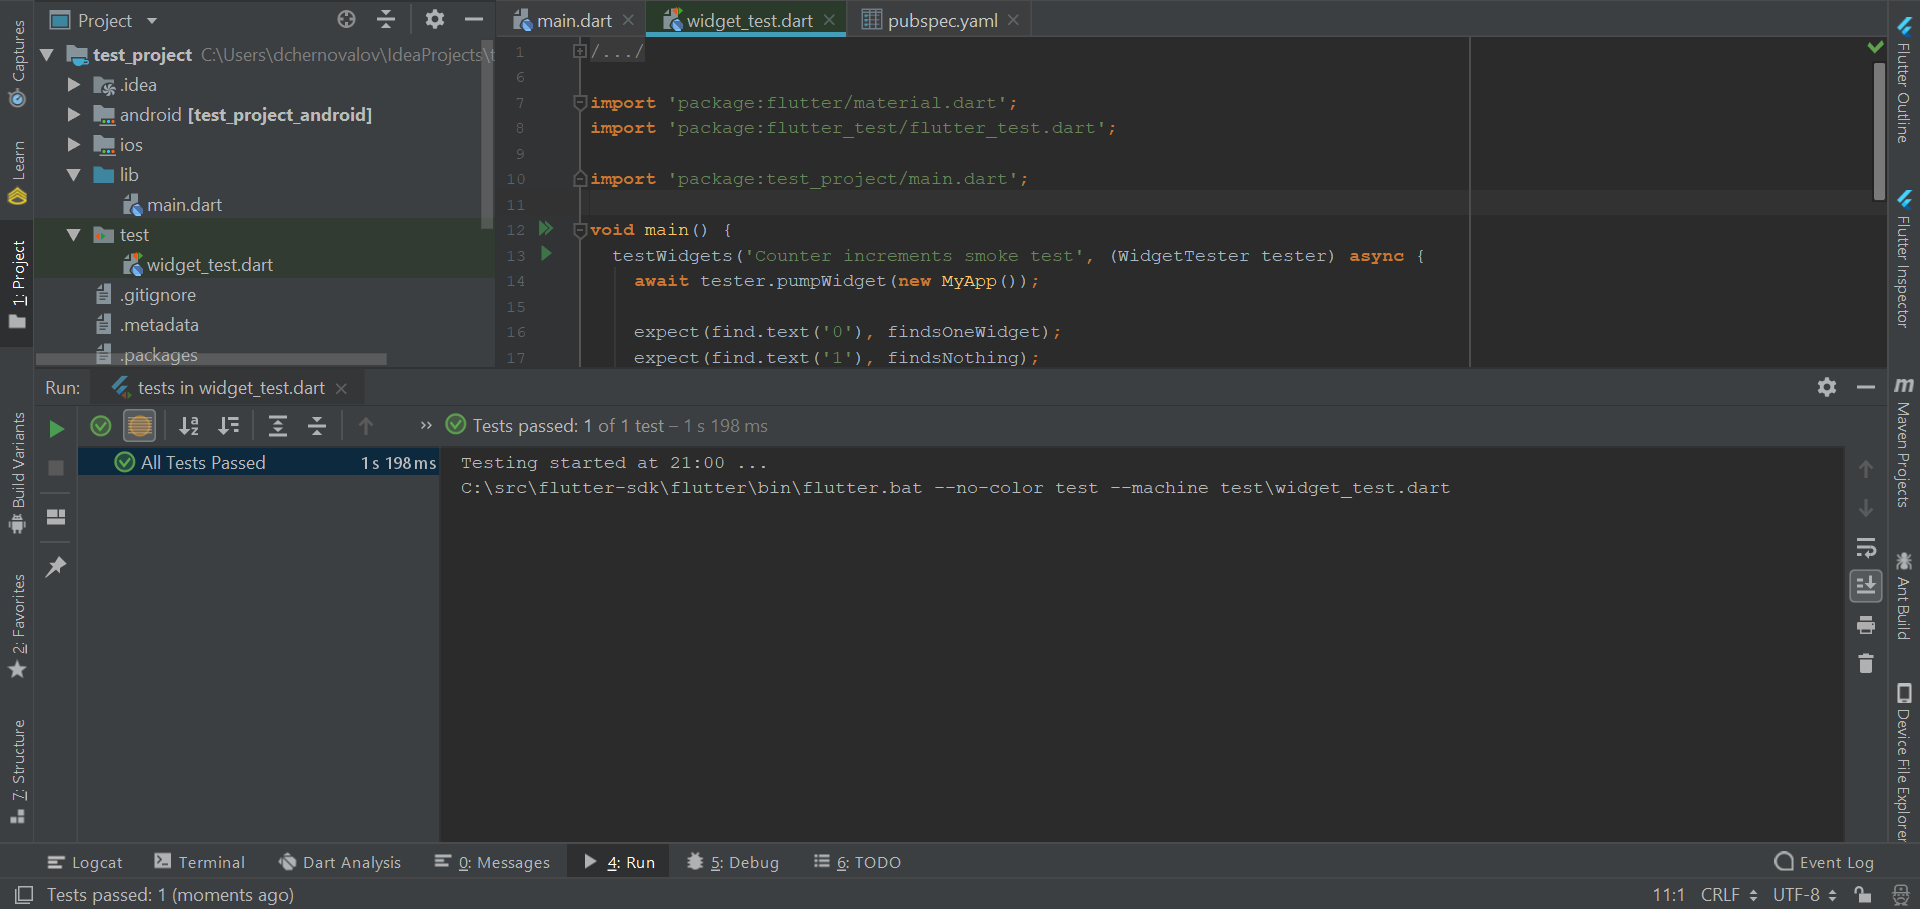 Project
test_project C:\Users\dchernovalov\IdeaProjects\t
.idea
android [test_project_android]
ios
lib
main.dart
test
widget_test.dart
.gitignore
.metadata
.packages
Captures
Learn
1: Project
Build Variants
2: Favorites
7: Structure
main.dart
widget_test.dart
pubspec.yaml
1 /.../
6
7 import 'package:flutter/material.dart';
8 import 'package:flutter_test/flutter_test.dart';
9
10 import 'package:test_project/main.dart';
11
12 void main() {
13 testWidgets('Counter increments smoke test', (WidgetTester tester) async {
14 await tester.pumpWidget(new MyApp());
15
16 expect(find.text('0'), findsOneWidget);
17 expect(find.text('1'), findsNothing);
Flutter Outline
Flutter Inspector
m Maven Projects
Ant Build
Device File Explorer
Run: tests in widget_test.dart
Tests passed: 1 of 1 test – 1 s 198 ms
All Tests Passed 1 s 198 ms
Testing started at 21:00 ...
C:\src\flutter-sdk\flutter\bin\flutter.bat --no-color test --machine test\widget_test.dart
Logcat
Terminal
Dart Analysis
0: Messages
4: Run
5: Debug
6: TODO
Event Log
Tests passed: 1 (moments ago)
11:1 CRLF UTF-8